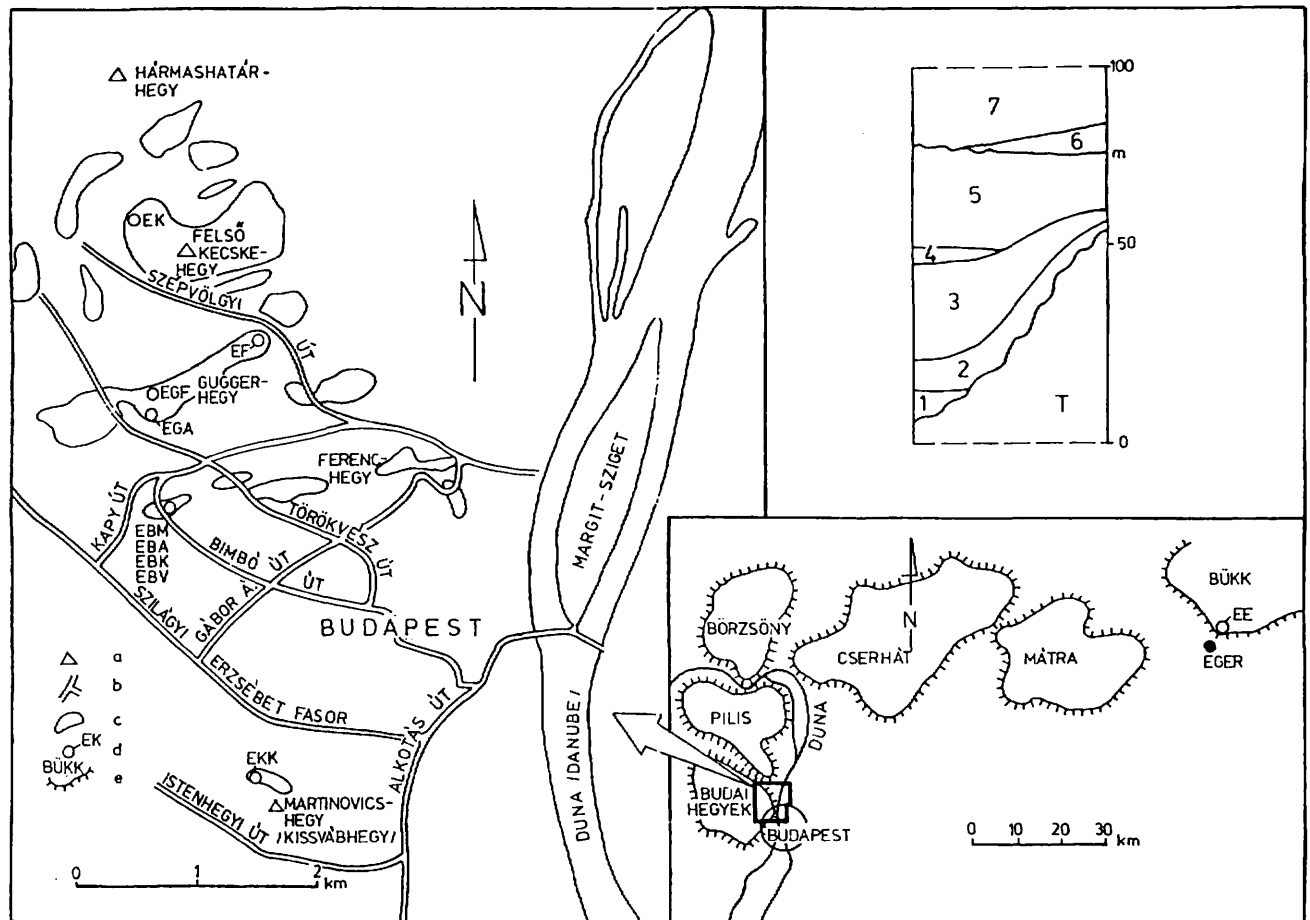 HÁRMASHATÁR-
HEGY
OEK
FELSŐ
KECSKE-
HEGY
SZÉPVÖLGYI
ÚT
EF
EGF
GUGGER-
HEGY
EGA
FERENC-
HEGY
KAPY ÚT
TÖRÖKVÉSZ ÚT
EBM
EBA
EBK
EBV
BIMBÓ ÚT
GÁBOR Á. ÚT
SZILÁGYI
ERZSÉBET FASOR
BUDAPEST
ALKOTÁS ÚT
EKK
MARTINOVICS-
HEGY
/KISSVÁBHEGY/
ISTENHEGYI ÚT
MARGIT-SZIGET
DUNA /DANUBE/
N
a
b
c
EK d
BÜKK e
0 1 2
km
100
7
6
m
5
4
50
3
2
1
T
0
BÖRZSÖNY
CSERHÁT
N
MÁTRA
BÜKK
EE
EGER
PILIS
DUNA
BUDAI
HEGYEK
BUDAPEST
0 10 20 30
km